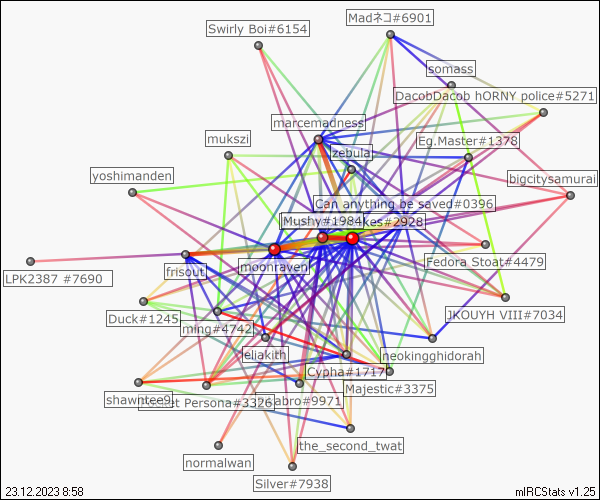 Swirly Boi#6154
Madネコ#6901
somass
DacobDacob hORNY police#5271
marcemadness
mukszi
zebula
Eg.Master#1378
yoshimanden
bigcitysamurai
Can anything be saved#0396
Mushy#1984
kes#2928
moonraven
frisout
Fedora Stoat#4479
LPK2387 #7690
Duck#1245
JKOUYH VIII#7034
ming#4742
eliakith
neokingghidorah
Cypha#1717
Majestic#3375
shawntee9
et Persona#3326
abro#9971
the_second_twat
normalwan
Silver#7938
23.12.2023 8:58
mIRCStats v1.25